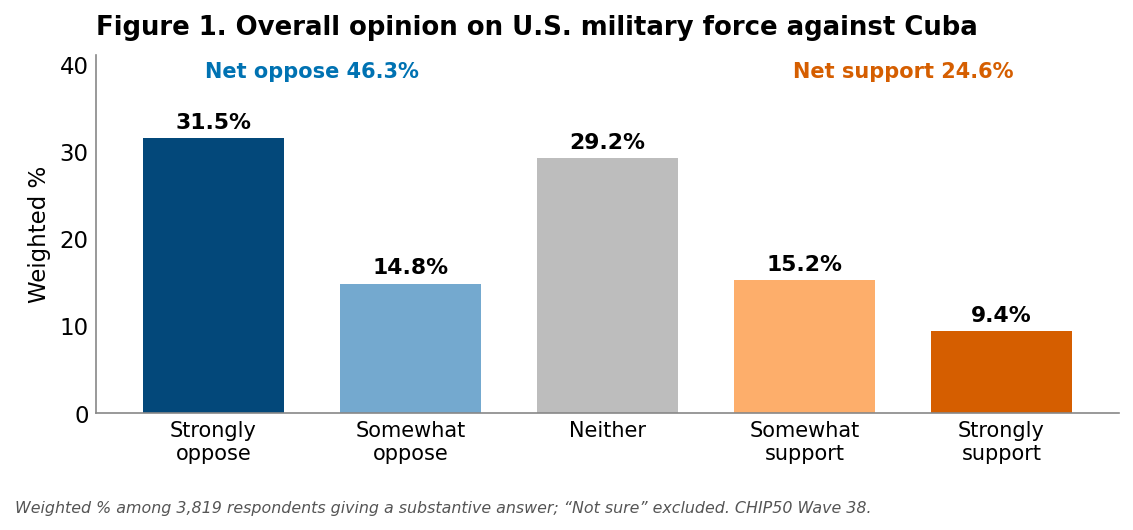 Figure 1. Overall opinion on U.S. military force against Cuba
Net oppose 46.3%
Net support 24.6%
Weighted %
40
30
20
10
0
31.5%
14.8%
29.2%
15.2%
9.4%
Strongly
oppose
Somewhat
oppose
Neither
Somewhat
support
Strongly
support
Weighted % among 3,819 respondents giving a substantive answer; “Not sure” excluded. CHIP50 Wave 38.